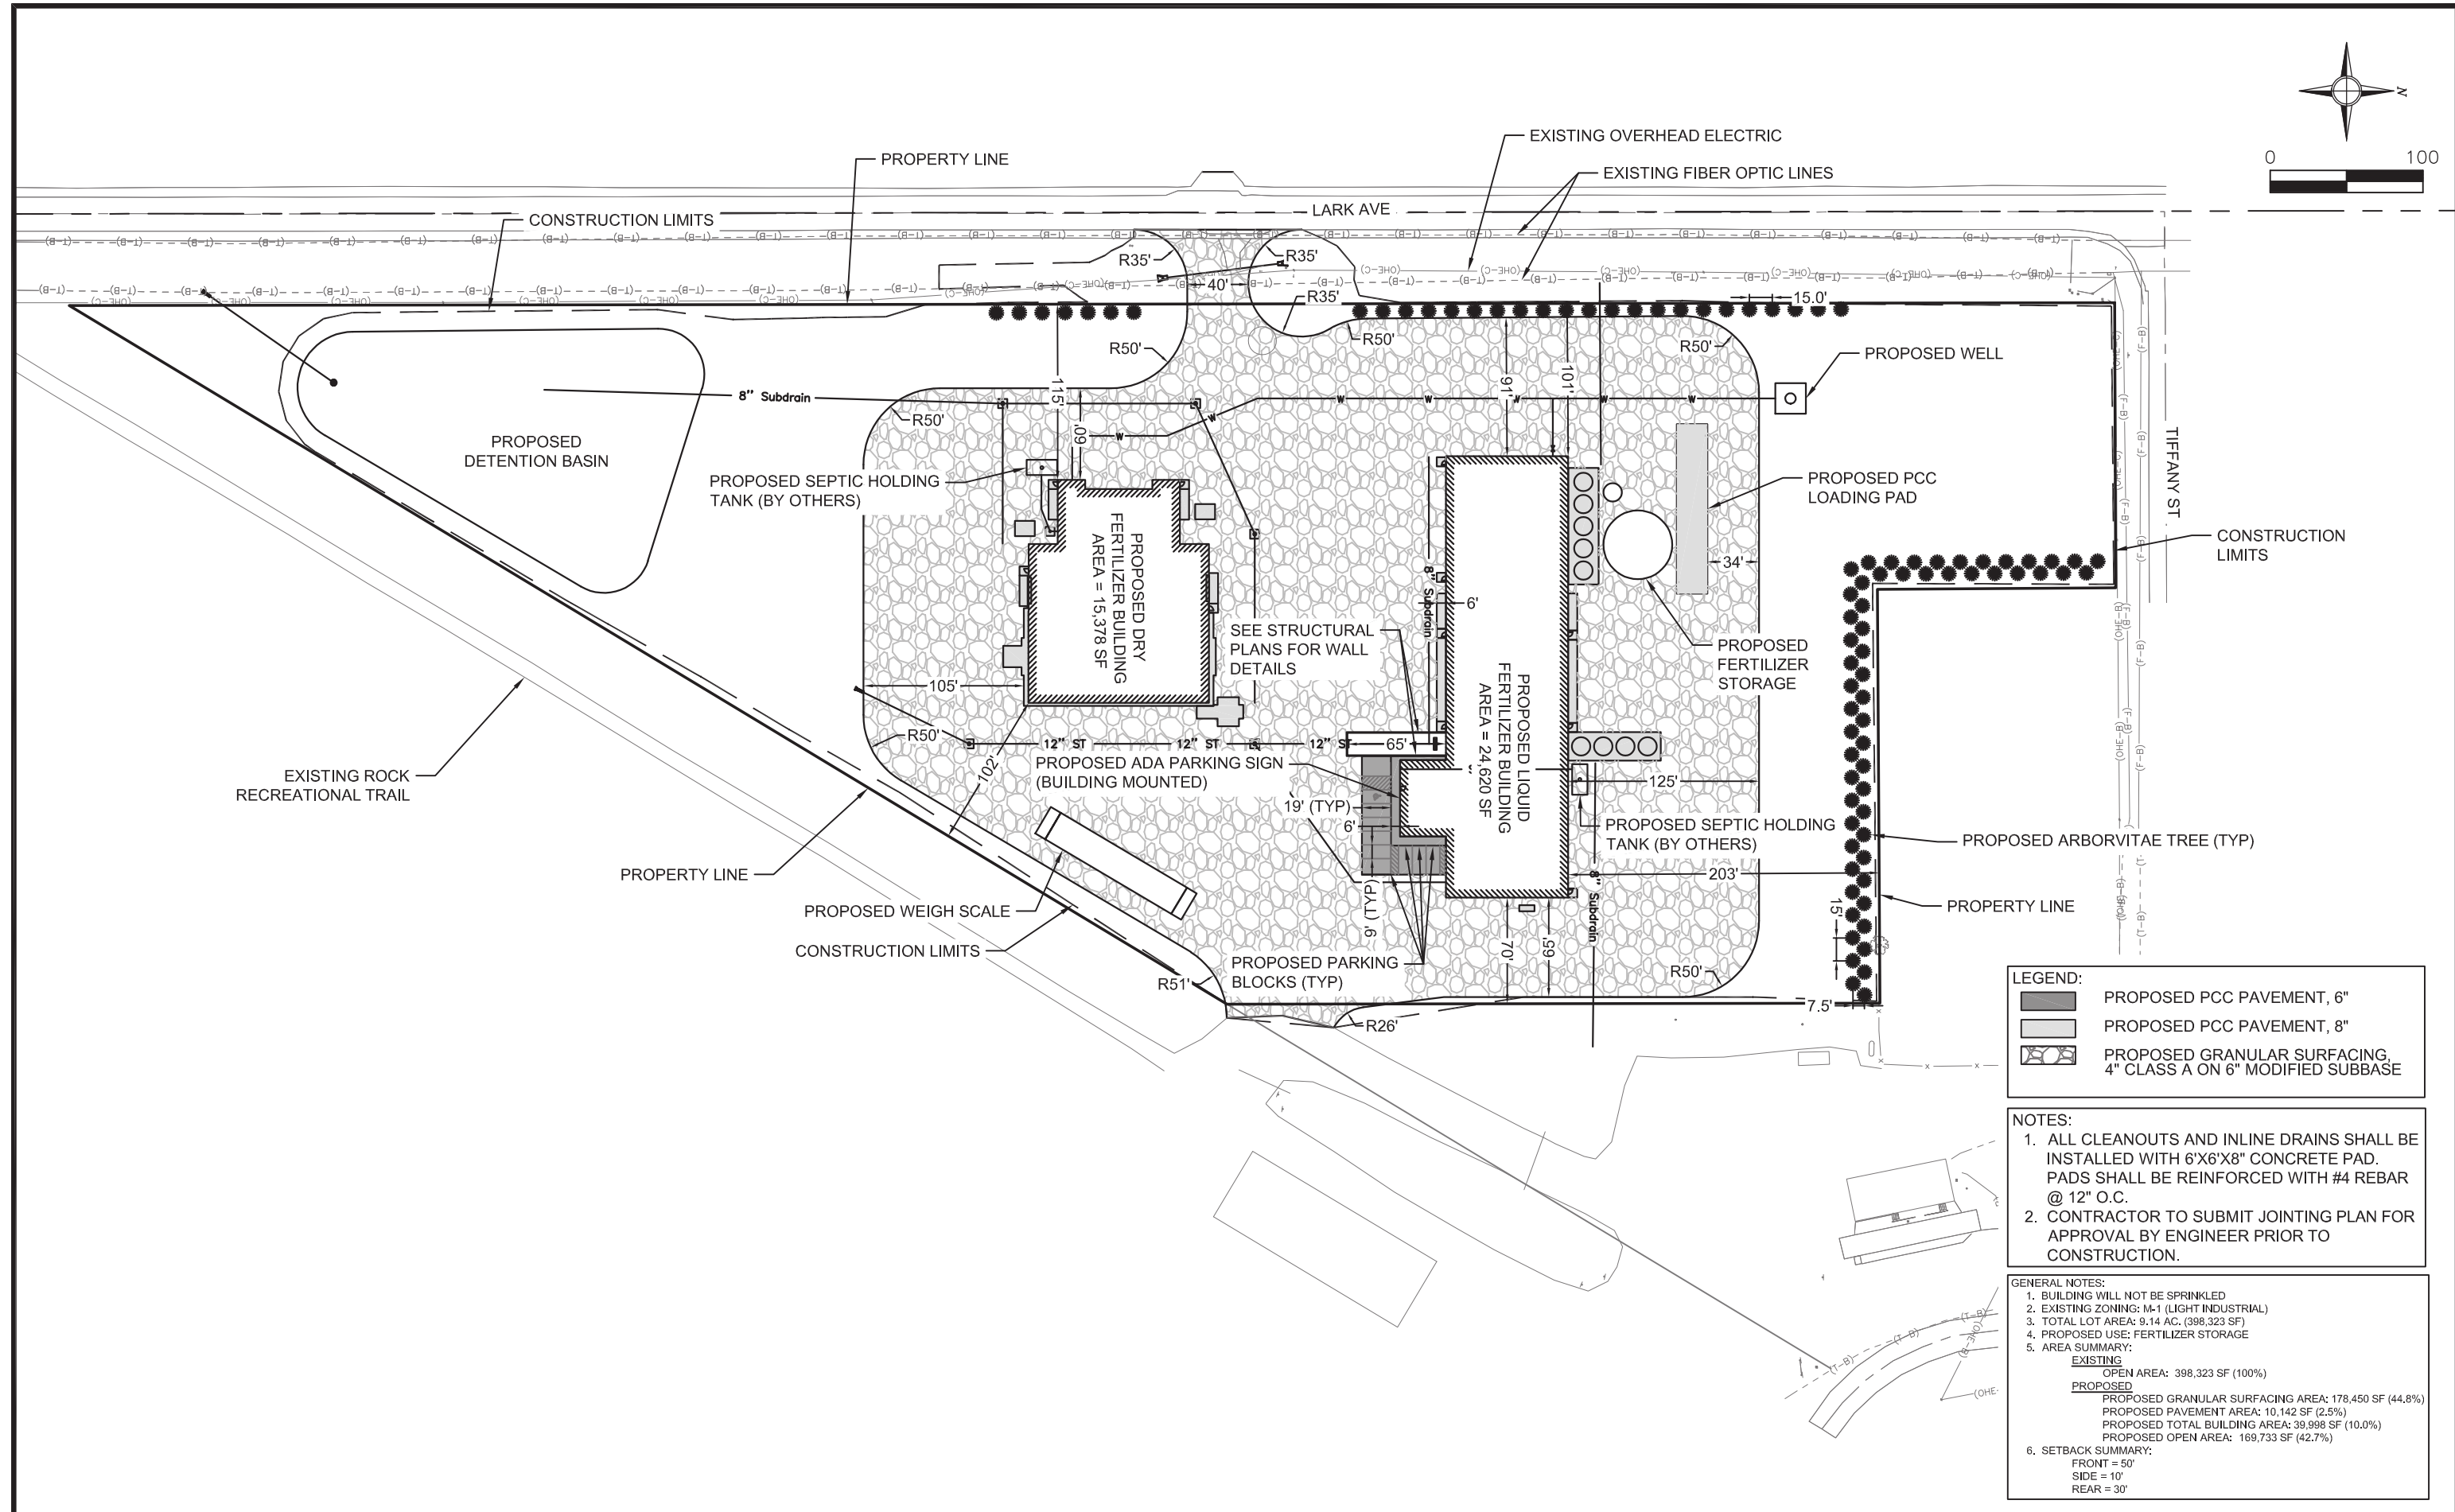 N
0 100
EXISTING OVERHEAD ELECTRIC
PROPERTY LINE
EXISTING FIBER OPTIC LINES
LARK AVE
CONSTRUCTION LIMITS
R35'
R35'
40'
R35'
15.0'
R50'
R50'
R50'
PROPOSED WELL
115'
91'
101'
8" Subdrain
R50'
60'
W
W
W
W
W
W
W
TIFFANY ST
PROPOSED
DETENTION BASIN
PROPOSED SEPTIC HOLDING
TANK (BY OTHERS)
PROPOSED PCC
LOADING PAD
PROPOSED DRY
FERTILIZER BUILDING
AREA = 15,378 SF
CONSTRUCTION
LIMITS
34'
8" Subdrain
6'
SEE STRUCTURAL
PLANS FOR WALL
DETAILS
PROPOSED
FERTILIZER
STORAGE
105'
PROPOSED LIQUID
FERTILIZER BUILDING
AREA = 24,620 SF
R50'
12" ST
12" ST
12" ST
65'
102'
PROPOSED ADA PARKING SIGN
(BUILDING MOUNTED)
125'
EXISTING ROCK
RECREATIONAL TRAIL
19' (TYP)
6'
PROPOSED SEPTIC HOLDING
TANK (BY OTHERS)
PROPOSED ARBORVITAE TREE (TYP)
PROPERTY LINE
203'
9' (TYP)
8" Subdrain
15'
PROPERTY LINE
PROPOSED WEIGH SCALE
CONSTRUCTION LIMITS
70'
65'
PROPOSED PARKING
BLOCKS (TYP)
R50'
R51'
7.5'
R26'
LEGEND:
PROPOSED PCC PAVEMENT, 6"
PROPOSED PCC PAVEMENT, 8"
PROPOSED GRANULAR SURFACING,
4" CLASS A ON 6" MODIFIED SUBBASE
NOTES:
1. ALL CLEANOUTS AND INLINE DRAINS SHALL BE
INSTALLED WITH 6'X6'X8" CONCRETE PAD.
PADS SHALL BE REINFORCED WITH #4 REBAR
@ 12" O.C.
2. CONTRACTOR TO SUBMIT JOINTING PLAN FOR
APPROVAL BY ENGINEER PRIOR TO
CONSTRUCTION.
GENERAL NOTES:
1. BUILDING WILL NOT BE SPRINKLED
2. EXISTING ZONING: M-1 (LIGHT INDUSTRIAL)
3. TOTAL LOT AREA: 9.14 AC. (398,323 SF)
4. PROPOSED USE: FERTILIZER STORAGE
5. AREA SUMMARY:
EXISTING
OPEN AREA: 398,323 SF (100%)
PROPOSED
PROPOSED GRANULAR SURFACING AREA: 178,450 SF (44.8%)
PROPOSED PAVEMENT AREA: 10,142 SF (2.5%)
PROPOSED TOTAL BUILDING AREA: 39,998 SF (10.0%)
PROPOSED OPEN AREA: 169,733 SF (42.7%)
6. SETBACK SUMMARY:
FRONT = 50'
SIDE = 10'
REAR = 30'